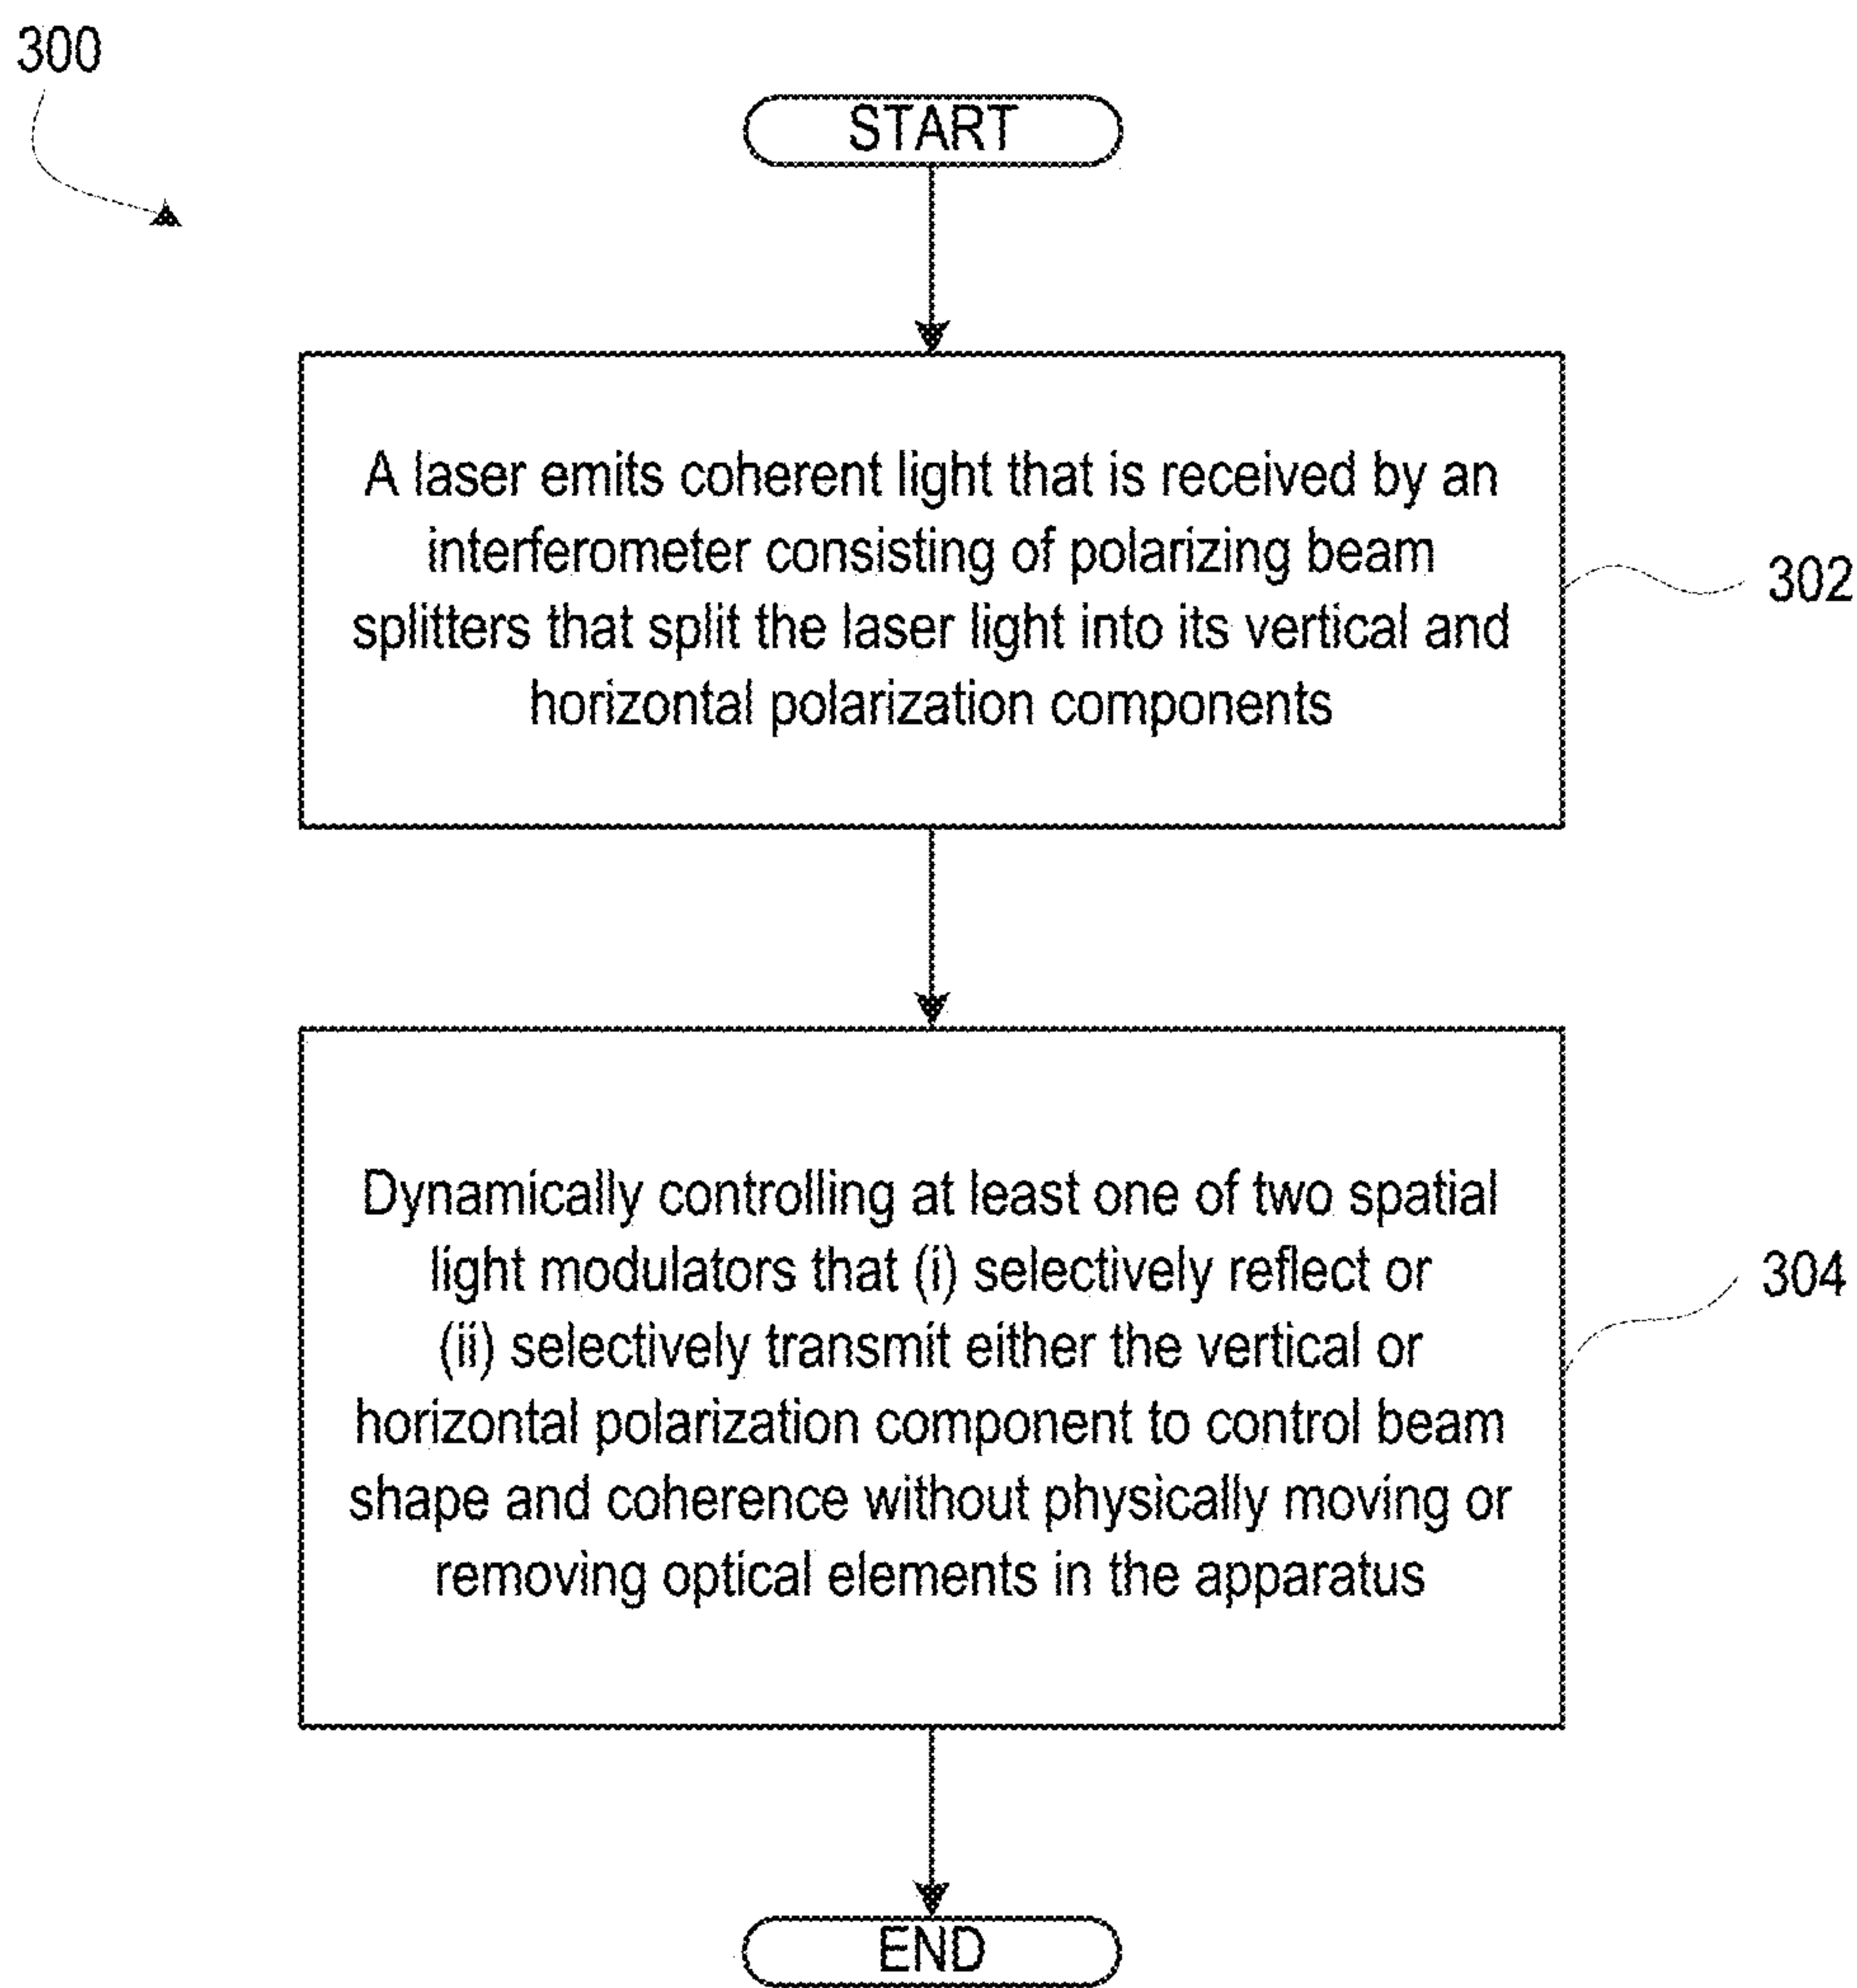 300
START
A laser emits coherent light that is received by an
interferometer consisting of polarizing beam
splitters that split the laser light into its vertical and
horizontal polarization components
302
Dynamically controlling at least one of two spatial
light modulators that (i) selectively reflect or
(ii) selectively transmit either the vertical or
horizontal polarization component to control beam
shape and coherence without physically moving or
removing optical elements in the apparatus
304
END